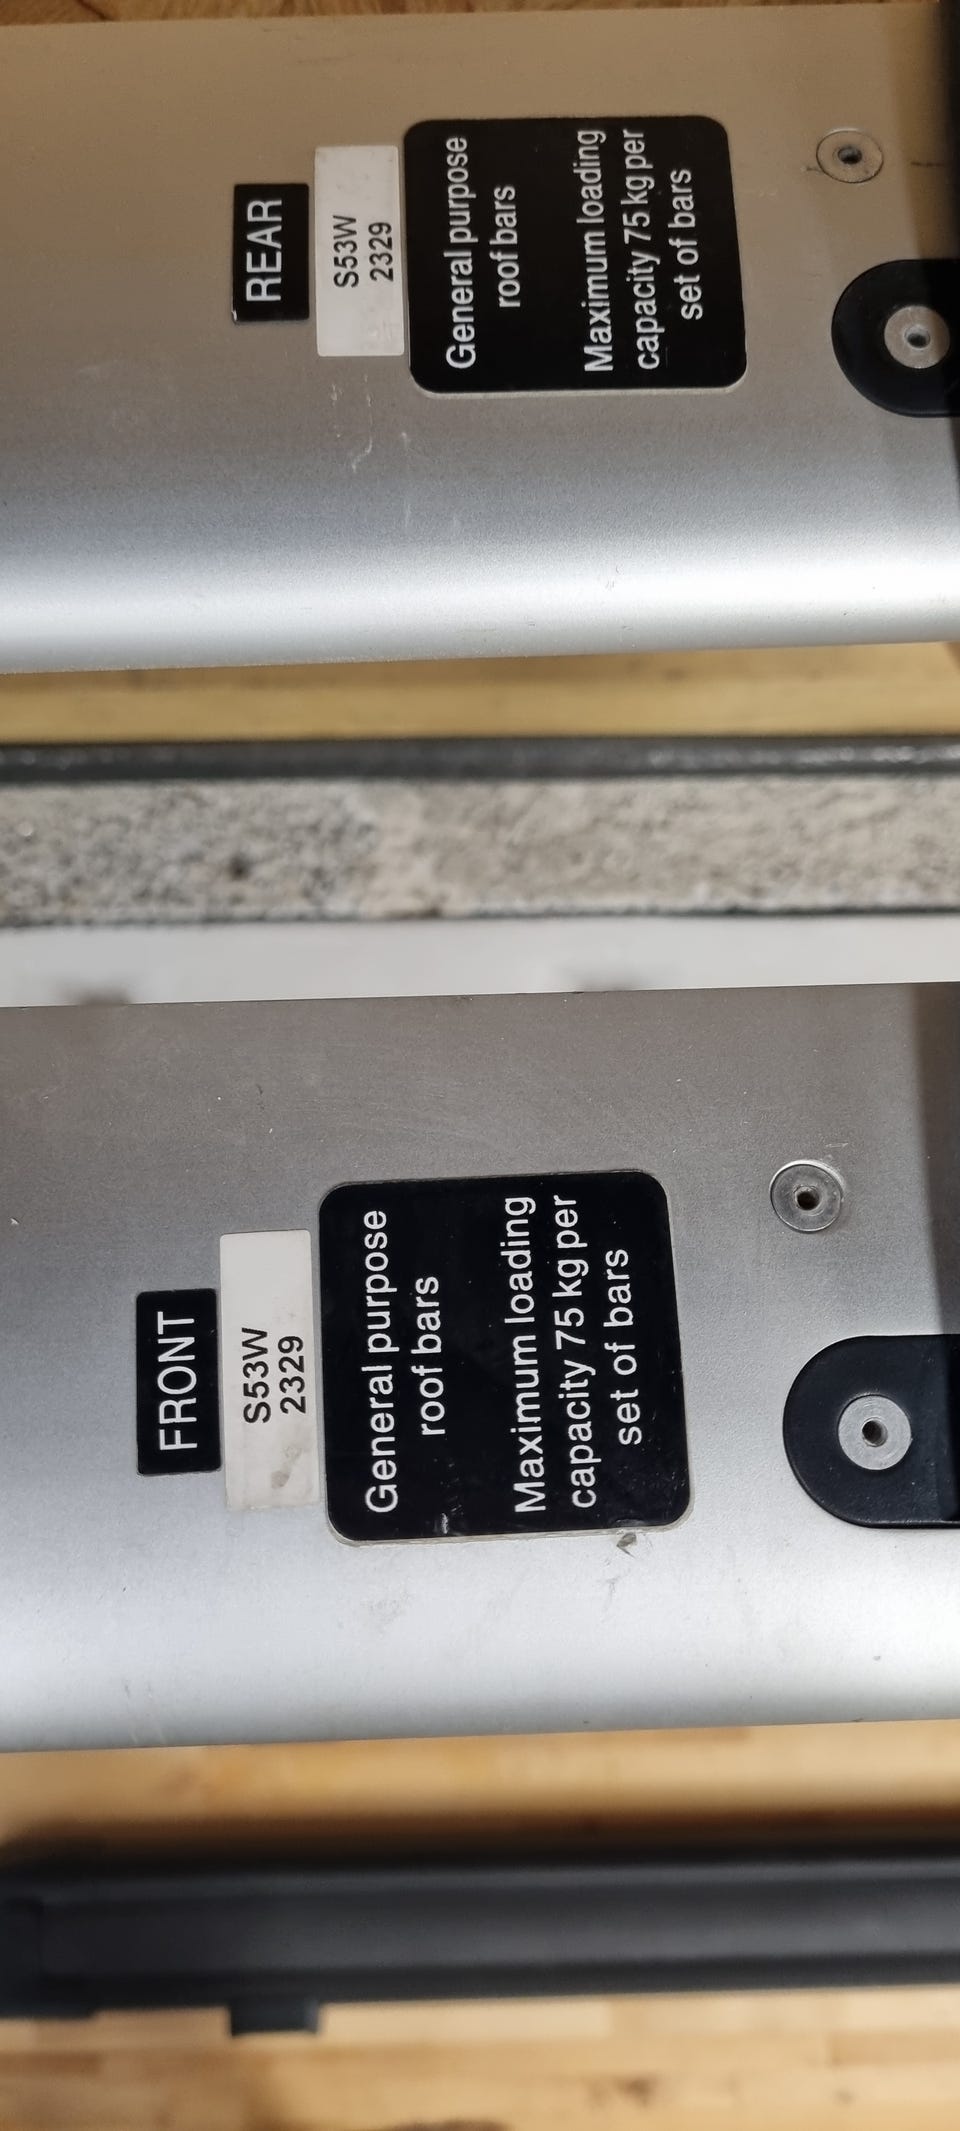 REAR
S53W
2329
General purpose
roof bars
Maximum loading
capacity 75 kg per
set of bars
FRONT
S53W
2329
General purpose
roof bars
Maximum loading
capacity 75 kg per
set of bars